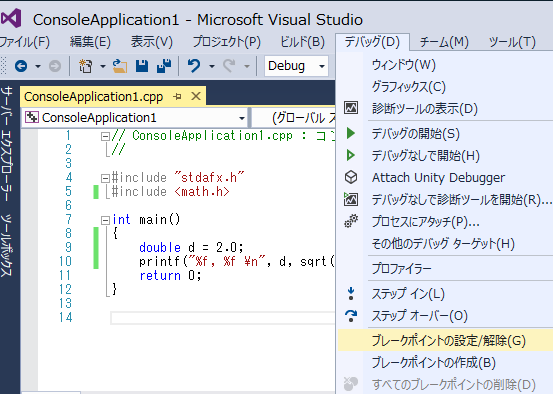 ConsoleApplication1 - Microsoft Visual Studio
ァイル(F) 編集(E) 表示(V) プロジェクト(P) ビルド(B) デバッグ(D) チーム(M) ツール(T)
Debug
サーバー エクスプローラー ツールボックス
ConsoleApplication1.cpp
ConsoleApplication1 (グローバル ス
1 // ConsoleApplication1.cpp : コ
2 //
3
4 #include "stdafx.h"
5 #include <math.h>
6
7 int main()
8 {
9 double d = 2.0;
10 printf("%f, %f ¥n", d, sqrt(
11 return 0;
12 }
13
14
ウィンドウ(W)
グラフィックス(C)
診断ツールの表示(D)
デバッグの開始(S)
デバッグなしで開始(H)
Attach Unity Debugger
デバッグなしで診断ツールを開始(R)...
プロセスにアタッチ(P)...
その他のデバッグ ターゲット(H)
プロファイラー
ステップ イン(L)
ステップ オーバー(O)
ブレークポイントの設定/解除(G)
ブレークポイントの作成(B)
すべてのブレークポイントの削除(D)